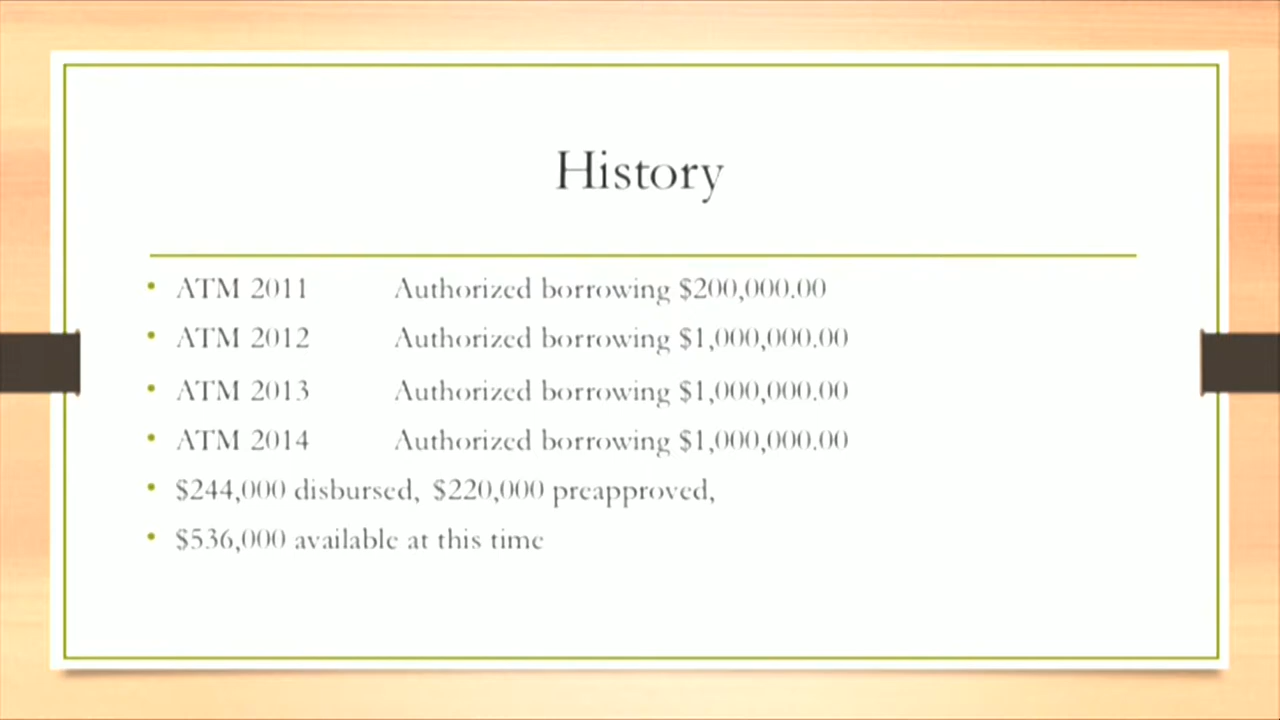 History
ATM 2011 Authorized borrowing $200,000.00
ATM 2012 Authorized borrowing $1,000,000.00
ATM 2013 Authorized borrowing $1,000,000.00
ATM 2014 Authorized borrowing $1,000,000.00
$244,000 disbursed, $220,000 preapproved,
$536,000 available at this time